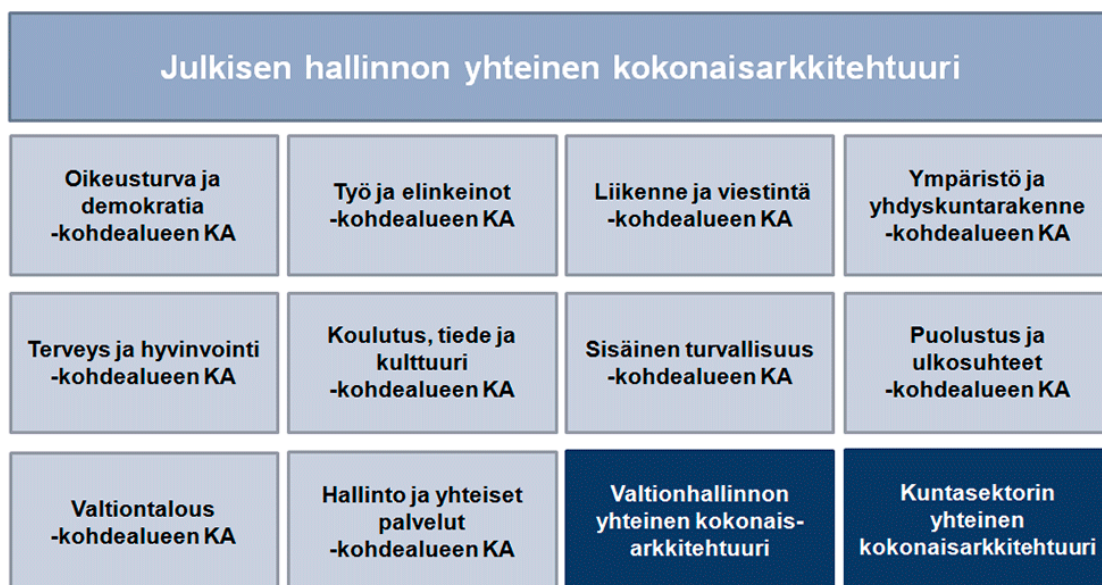 Julkisen hallinnon yhteinen kokonaisarkkitehtuuri
Oikeusturva ja
demokratia
-kohdealueen KA
Työ ja elinkeinot
-kohdealueen KA
Liikenne ja viestintä
-kohdealueen KA
Ympäristö ja
yhdyskuntarakenne
-kohdealueen KA
Terveys ja hyvinvointi
-kohdealueen KA
Koulutus, tiede ja
kulttuuri
-kohdealueen KA
Sisäinen turvallisuus
-kohdealueen KA
Puolustus ja
ulkosuhteet
-kohdealueen KA
Valtiontalous
-kohdealueen KA
Hallinto ja yhteiset
palvelut
-kohdealueen KA
Valtionhallinnon
yhteinen kokonais-
arkkitehtuuri
Kuntasektorin
yhteinen
kokonaisarkkitehtuuri